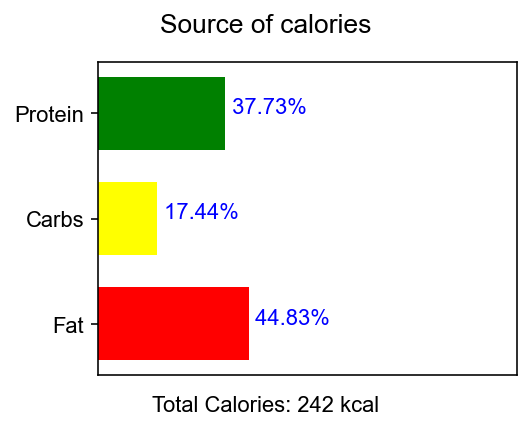 Source of calories
Protein 37.73%
Carbs 17.44%
Fat 44.83%
Total Calories: 242 kcal